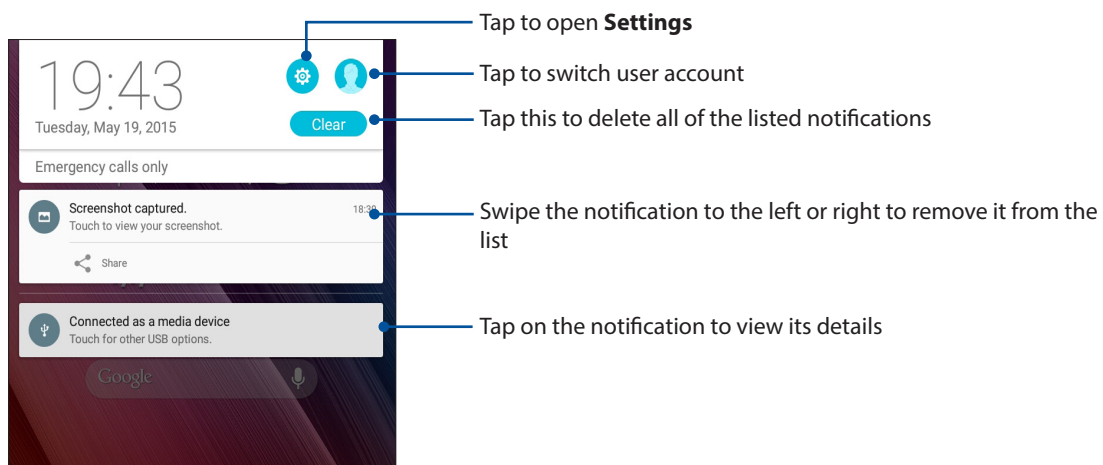 Tap to open Settings
19:43
Tap to switch user account
Tuesday, May 19, 2015
Clear
Tap this to delete all of the listed notifications
Emergency calls only
Screenshot captured.
18:39
Touch to view your screenshot.
Swipe the notification to the left or right to remove it from the
list
Share
Connected as a media device
Touch for other USB options.
Tap on the notification to view its details
Google